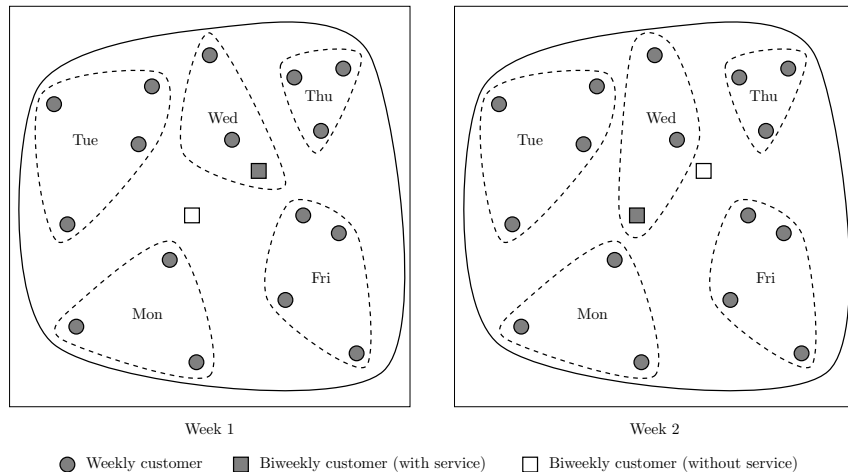 Wed
Thu
Tue
Fri
Mon
Week 1
Wed
Thu
Tue
Fri
Mon
Week 2
Weekly customer
Biweekly customer (with service)
Biweekly customer (without service)